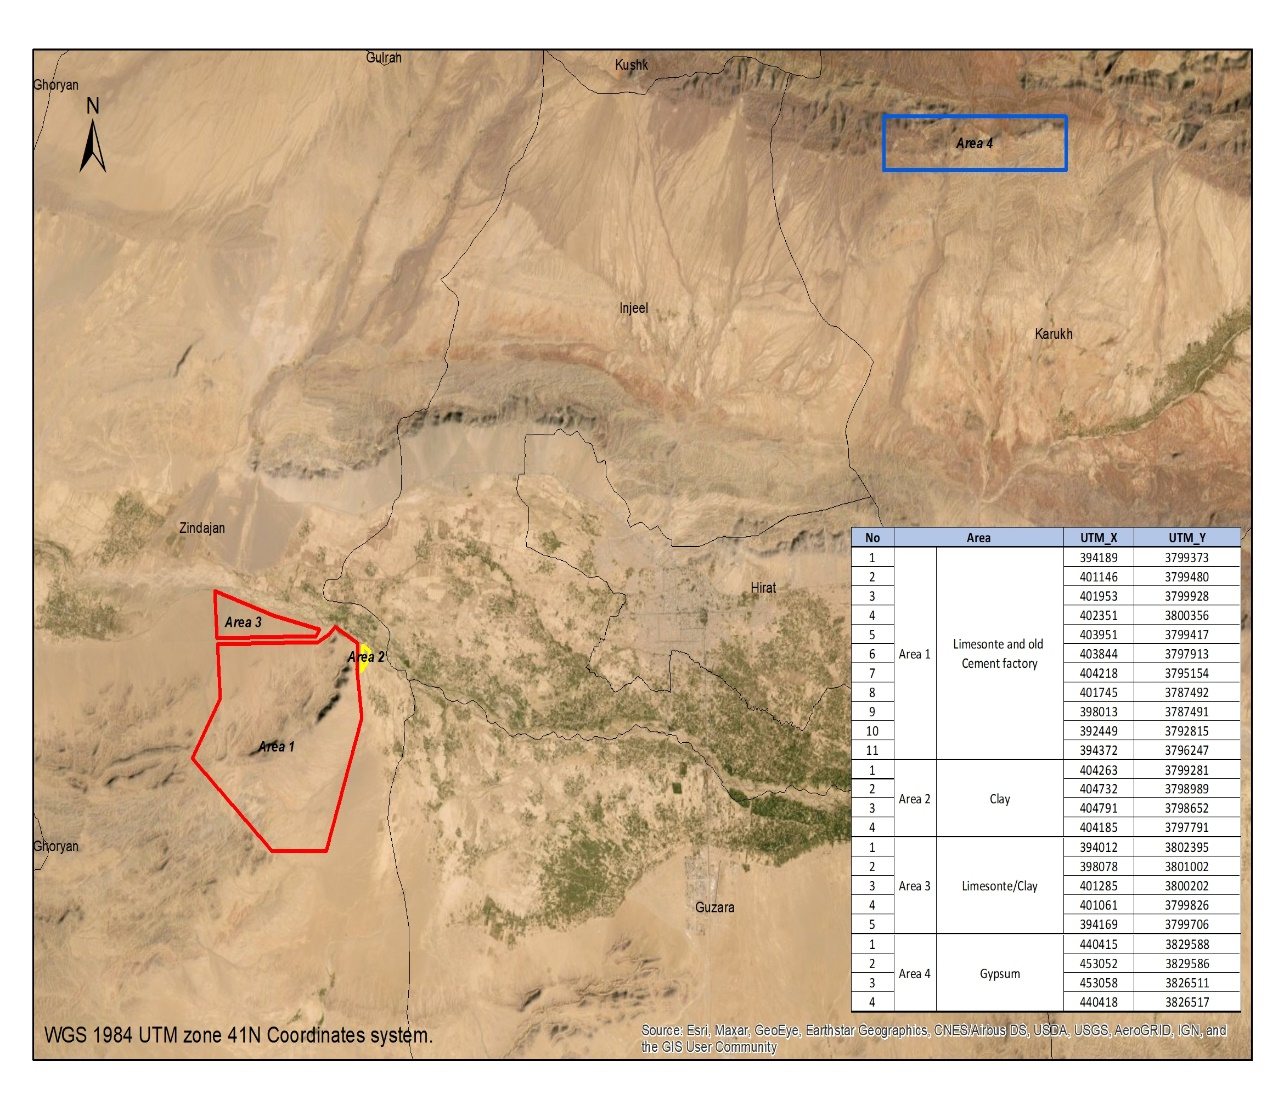 Gulrah
Kushk
Ghoryan
N
Area 4
Injeel
Karukh
Zindajan
Hirat
Area 3
Area 2
Area 1
Ghoryan
Guzara
No Area UTM_X UTM_Y
1 394189 3799373
2 401146 3799480
3 401953 3799928
4 402351 3800356
5 403951 3799417
6 Area 1 Limesonte and old Cement factory 403844 3797913
7 404218 3795154
8 401745 3787492
9 398013 3787491
10 392449 3792815
11 394372 3796247
1 404263 3799281
2 Area 2 Clay 404732 3798989
3 404791 3798652
4 404185 3797791
1 394012 3802395
2 398078 3801002
3 Area 3 Limesonte/Clay 401285 3800202
4 401061 3799826
5 394169 3799706
1 440415 3829588
2 Area 4 Gypsum 453052 3829586
3 453058 3826511
4 440418 3826517
WGS 1984 UTM zone 41N Coordinates system.
Source: Esri, Maxar, GeoEye, Earthstar Geographics, CNES/Airbus DS, USDA, USGS, AeroGRID, IGN, and
the GIS User Community